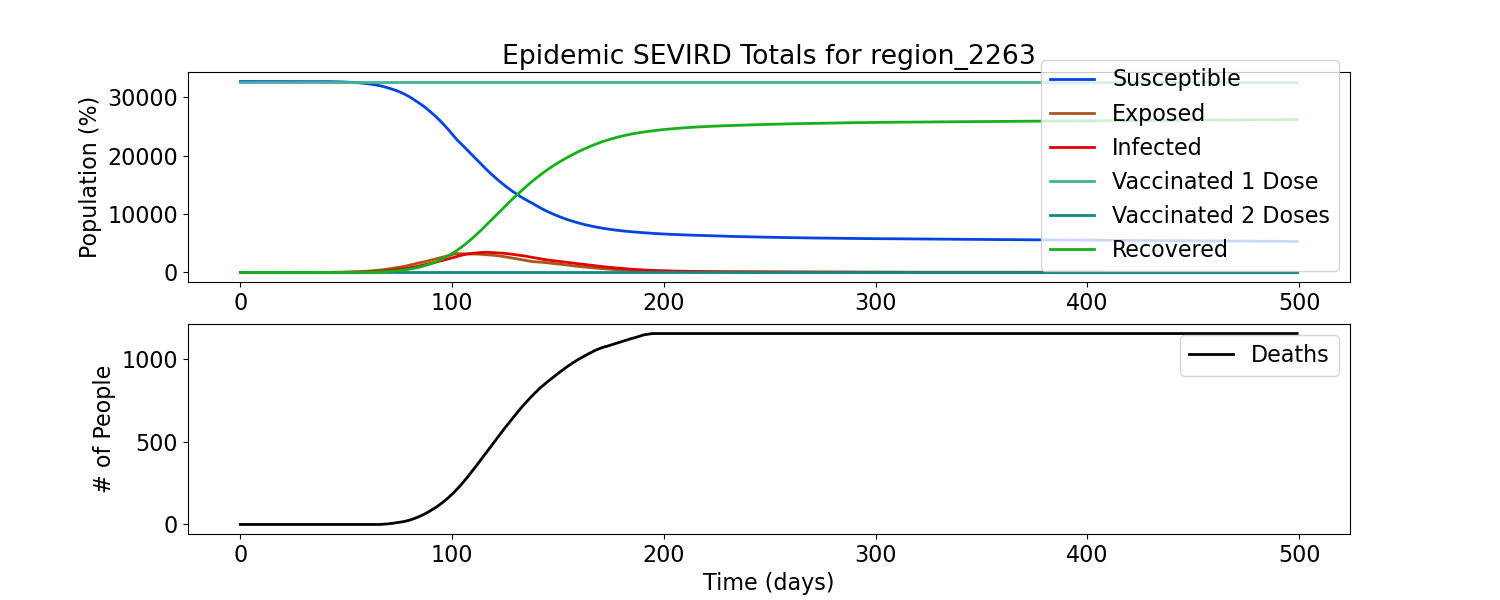 Epidemic SEVIRD Totals for region_2263
Population (%)
30000
20000
10000
0
0 100 200 300 400 500
Susceptible
Exposed
Infected
Vaccinated 1 Dose
Vaccinated 2 Doses
Recovered
# of People
1000
500
0
0 100 200 300 400 500
Deaths
Time (days)